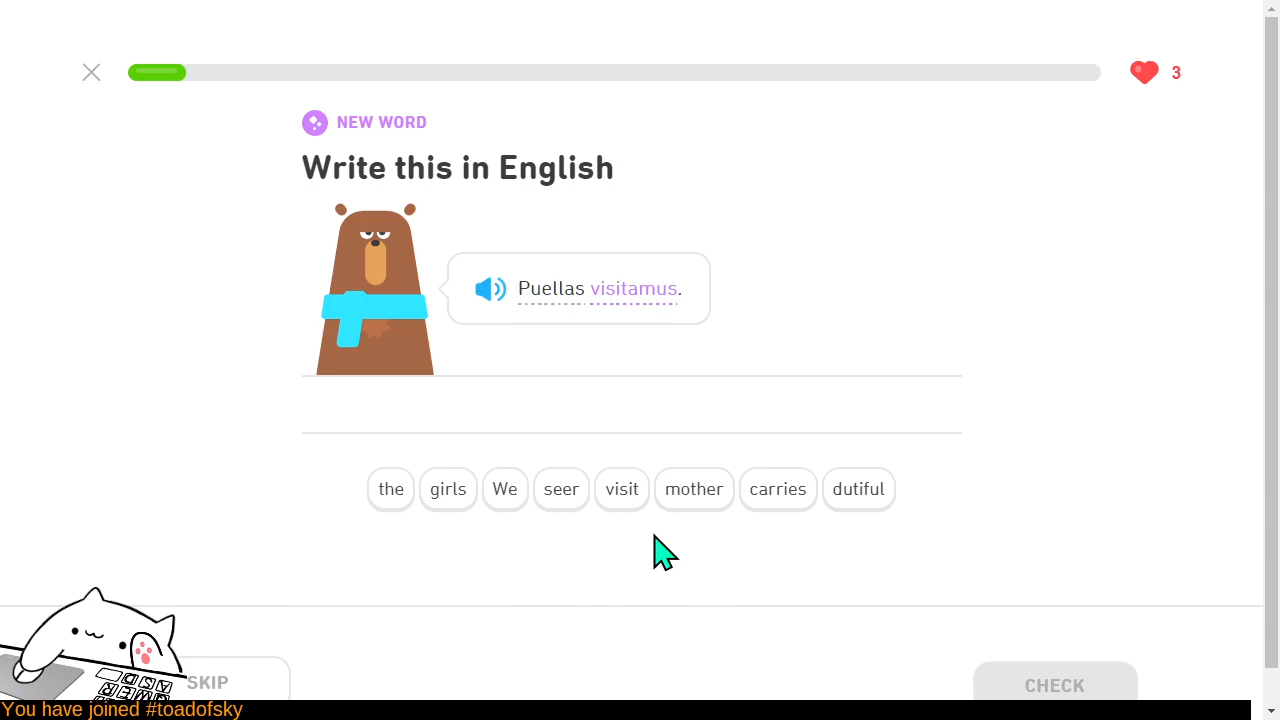 3
NEW WORD
Write this in English
Puellas visitamus.
the girls We seer visit mother carries dutiful
SKIP
CHECK
You have joined #toadofsky